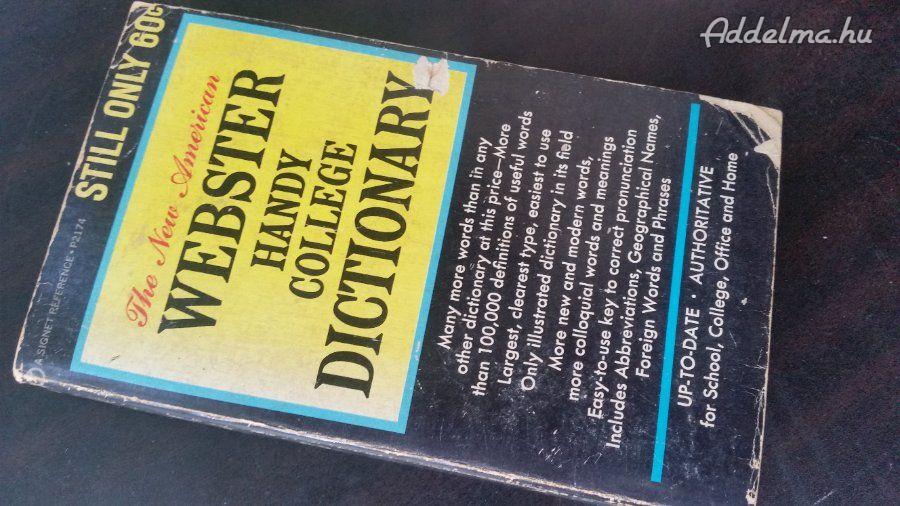 Addelma.hu
A SIGNET REFERENCE • P2174
STILL ONLY 60¢
The New American
WEBSTER
HANDY
COLLEGE
DICTIONARY
Many more words than in any
other dictionary at this price—More
than 100,000 definitions of useful words
Largest, clearest type, easiest to use
Only illustrated dictionary in its field
More new and modern words,
more colloquial words and meanings
Easy-to-use key to correct pronunciation
Includes Abbreviations, Geographical Names,
Foreign Words and Phrases
UP-TO-DATE • AUTHORITATIVE
for School, College, Office and Home